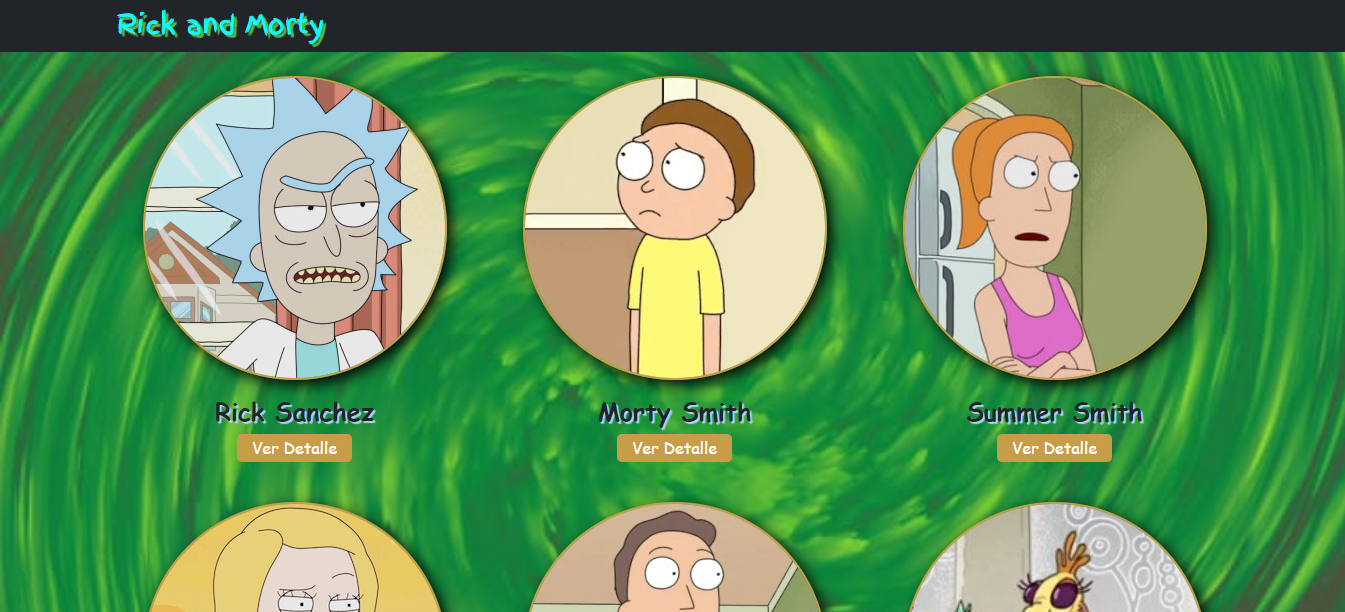 Rick and Morty
Rick Sanchez
Morty Smith
Summer Smith
Ver Detalle
Ver Detalle
Ver Detalle